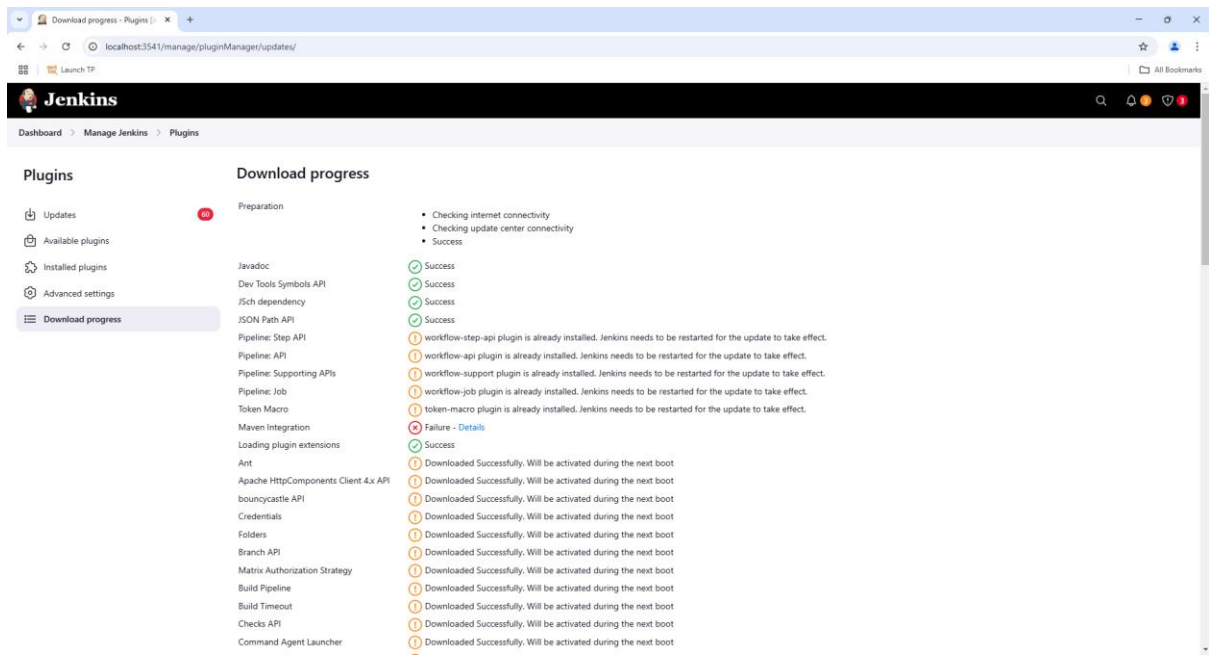 Download progress - Plugins [J
localhost:3541/manage/pluginManager/updates/
Launch TP
All Bookmarks
Jenkins
3
3
Dashboard > Manage Jenkins > Plugins
Plugins
Updates 60
Available plugins
Installed plugins
Advanced settings
Download progress
Download progress
Preparation
• Checking internet connectivity
• Checking update center connectivity
• Success
Javadoc Success
Dev Tools Symbols API Success
JSch dependency Success
JSON Path API Success
Pipeline: Step API workflow-step-api plugin is already installed. Jenkins needs to be restarted for the update to take effect.
Pipeline: API workflow-api plugin is already installed. Jenkins needs to be restarted for the update to take effect.
Pipeline: Supporting APIs workflow-support plugin is already installed. Jenkins needs to be restarted for the update to take effect.
Pipeline: Job workflow-job plugin is already installed. Jenkins needs to be restarted for the update to take effect.
Token Macro token-macro plugin is already installed. Jenkins needs to be restarted for the update to take effect.
Maven Integration Failure - Details
Loading plugin extensions Success
Ant Downloaded Successfully. Will be activated during the next boot
Apache HttpComponents Client 4.x API Downloaded Successfully. Will be activated during the next boot
bouncycastle API Downloaded Successfully. Will be activated during the next boot
Credentials Downloaded Successfully. Will be activated during the next boot
Folders Downloaded Successfully. Will be activated during the next boot
Branch API Downloaded Successfully. Will be activated during the next boot
Matrix Authorization Strategy Downloaded Successfully. Will be activated during the next boot
Build Pipeline Downloaded Successfully. Will be activated during the next boot
Build Timeout Downloaded Successfully. Will be activated during the next boot
Checks API Downloaded Successfully. Will be activated during the next boot
Command Agent Launcher Downloaded Successfully. Will be activated during the next boot